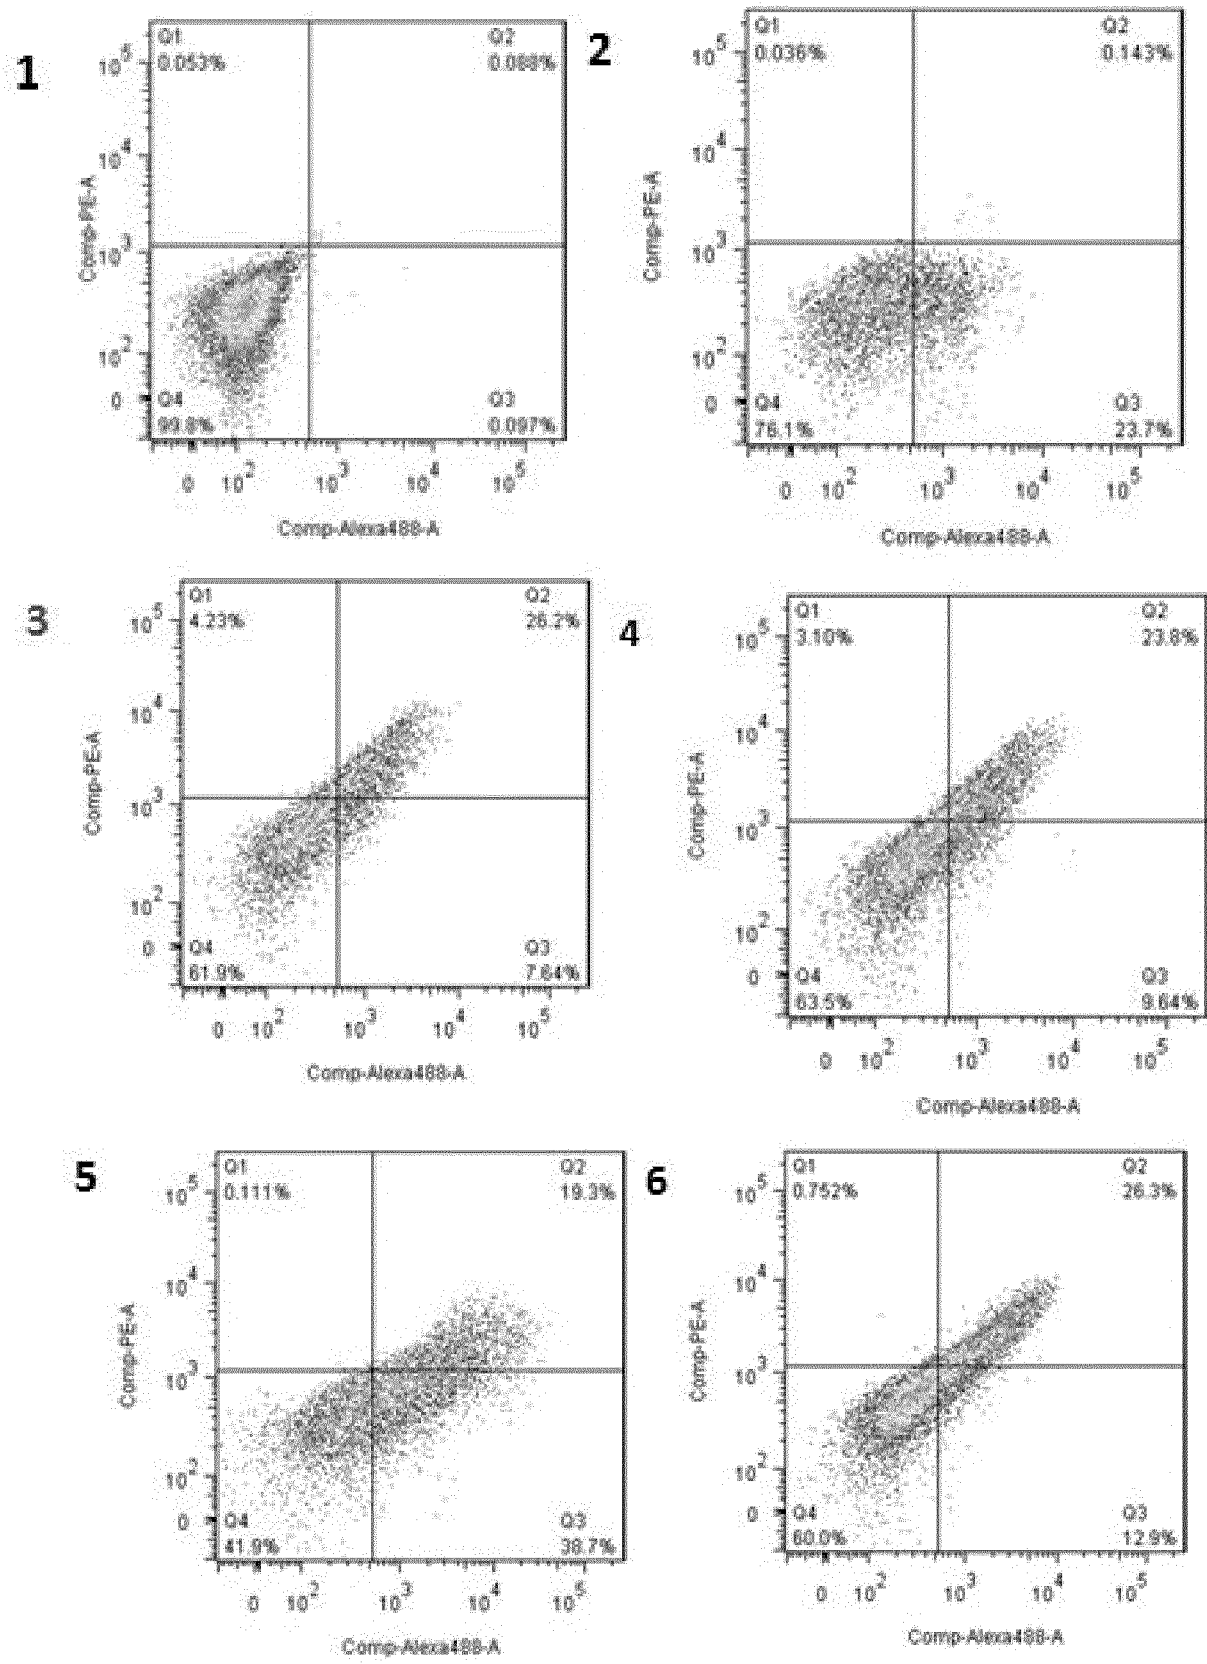 1
Q1
0.053%
Q2
0.088%
10^5
10^4
10^3
10^2
0
Comp-PE-A
Q4
99.8%
Q3
0.097%
0 10^2 10^3 10^4 10^5
Comp-Alexa488-A
2
Q1
0.036%
Q2
0.143%
10^5
10^4
10^3
10^2
0
Comp-PE-A
Q4
76.1%
Q3
23.7%
0 10^2 10^3 10^4 10^5
Comp-Alexa488-A
3
Q1
4.23%
Q2
26.2%
10^5
10^4
10^3
10^2
0
Comp-PE-A
Q4
61.9%
Q3
7.64%
0 10^2 10^3 10^4 10^5
Comp-Alexa488-A
4
Q1
3.10%
Q2
23.8%
10^5
10^4
10^3
10^2
0
Comp-PE-A
Q4
63.5%
Q3
9.64%
0 10^2 10^3 10^4 10^5
Comp-Alexa488-A
5
Q1
0.111%
Q2
19.3%
10^5
10^4
10^3
10^2
0
Comp-PE-A
Q4
41.9%
Q3
38.7%
0 10^2 10^3 10^4 10^5
Comp-Alexa488-A
6
Q1
0.752%
Q2
26.3%
10^5
10^4
10^3
10^2
0
Comp-PE-A
Q4
60.0%
Q3
12.9%
0 10^2 10^3 10^4 10^5
Comp-Alexa488-A